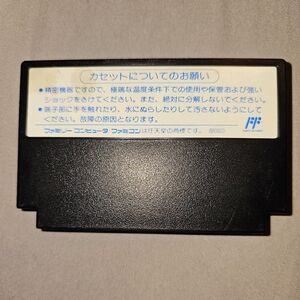 カセットについてのお願い
●精密機器ですので、極端な温度条件下での使用や保管および強い
ショックをさけてください。また、絶対に分解しないでください。
●端子部に手を触れたり、水にぬらしたりして汚さないようにして
ください。故障の原因となります。
ファミリーコンピュータ ファミコンは任天堂の商標です。